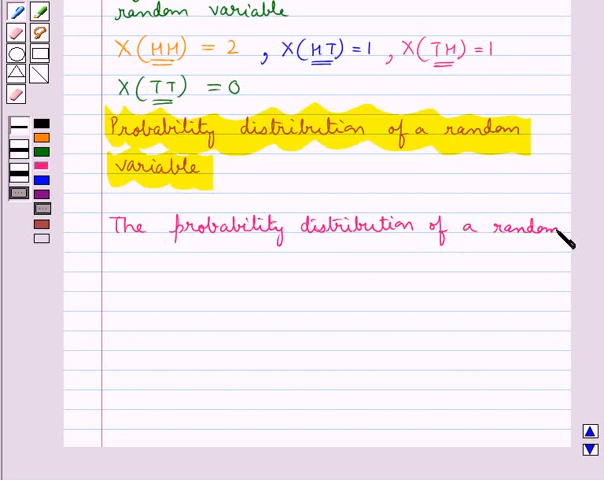 random variable
X(HH) = 2 , X(HT)=1 , X(TH)=1
X(TT) = 0
Probability distribution of a random
variable
The probability distribution of a random